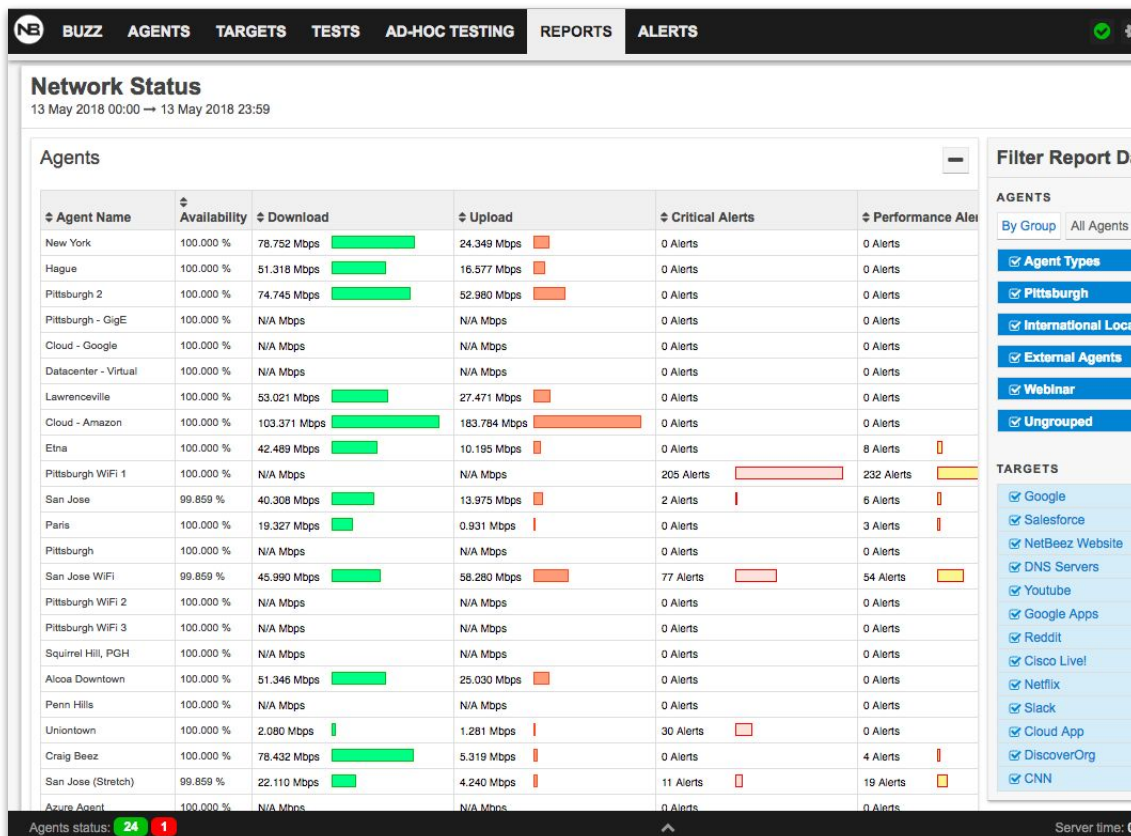 NB BUZZ AGENTS TARGETS TESTS AD-HOC TESTING REPORTS ALERTS
Network Status
13 May 2018 00:00 → 13 May 2018 23:59
Agents
Agent Name Availability Download Upload Critical Alerts Performance Aler
New York 100.000 % 78.752 Mbps 24.349 Mbps 0 Alerts 0 Alerts
Hague 100.000 % 51.318 Mbps 16.577 Mbps 0 Alerts 0 Alerts
Pittsburgh 2 100.000 % 74.745 Mbps 52.980 Mbps 0 Alerts 0 Alerts
Pittsburgh - GigE 100.000 % N/A Mbps N/A Mbps 0 Alerts 0 Alerts
Cloud - Google 100.000 % N/A Mbps N/A Mbps 0 Alerts 0 Alerts
Datacenter - Virtual 100.000 % N/A Mbps N/A Mbps 0 Alerts 0 Alerts
Lawrenceville 100.000 % 53.021 Mbps 27.471 Mbps 0 Alerts 0 Alerts
Cloud - Amazon 100.000 % 103.371 Mbps 183.784 Mbps 0 Alerts 0 Alerts
Etna 100.000 % 42.489 Mbps 10.195 Mbps 0 Alerts 8 Alerts
Pittsburgh WiFi 1 100.000 % N/A Mbps N/A Mbps 205 Alerts 232 Alerts
San Jose 99.859 % 40.308 Mbps 13.975 Mbps 2 Alerts 6 Alerts
Paris 100.000 % 19.327 Mbps 0.931 Mbps 0 Alerts 3 Alerts
Pittsburgh 100.000 % N/A Mbps N/A Mbps 0 Alerts 0 Alerts
San Jose WiFi 99.859 % 45.990 Mbps 58.280 Mbps 77 Alerts 54 Alerts
Pittsburgh WiFi 2 100.000 % N/A Mbps N/A Mbps 0 Alerts 0 Alerts
Pittsburgh WiFi 3 100.000 % N/A Mbps N/A Mbps 0 Alerts 0 Alerts
Squirrel Hill, PGH 100.000 % N/A Mbps N/A Mbps 0 Alerts 0 Alerts
Alcoa Downtown 100.000 % 51.346 Mbps 25.030 Mbps 0 Alerts 0 Alerts
Penn Hills 100.000 % N/A Mbps N/A Mbps 0 Alerts 0 Alerts
Uniontown 100.000 % 2.080 Mbps 1.281 Mbps 30 Alerts 0 Alerts
Craig Beez 100.000 % 78.432 Mbps 5.319 Mbps 0 Alerts 4 Alerts
San Jose (Stretch) 99.859 % 22.110 Mbps 4.240 Mbps 11 Alerts 19 Alerts
Azure Agent 100.000 % N/A Mbps N/A Mbps 0 Alerts 0 Alerts
Filter Report Da
AGENTS
By Group All Agents
Agent Types
Pittsburgh
International Loca
External Agents
Webinar
Ungrouped
TARGETS
Google
Salesforce
NetBeez Website
DNS Servers
Youtube
Google Apps
Reddit
Cisco Live!
Netflix
Slack
Cloud App
DiscoverOrg
CNN
Agents status: 24 1 Server time: